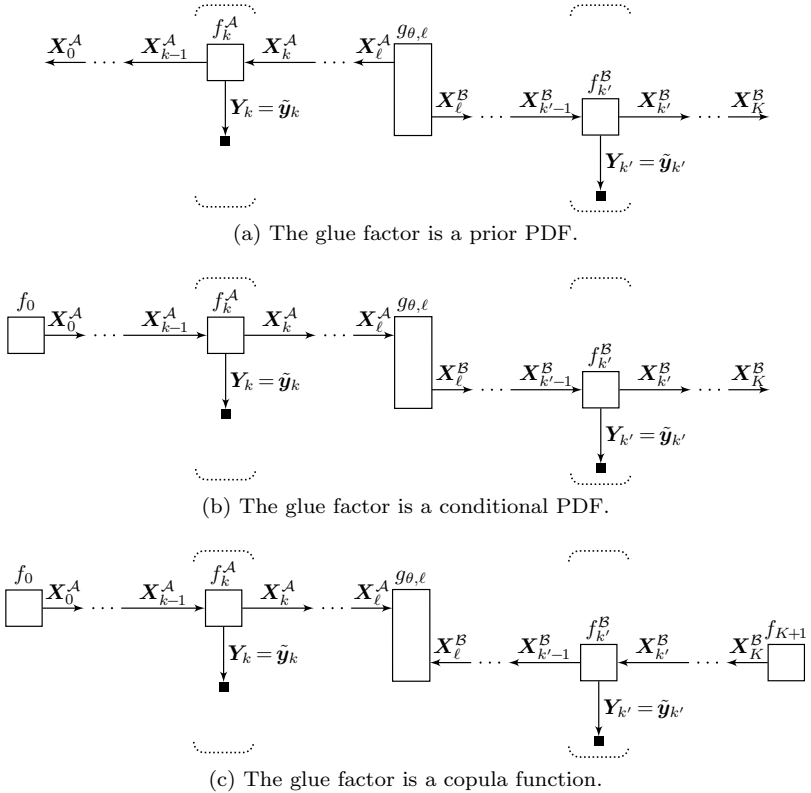 f_k^𝒜 g_{θ,ℓ}
X_0^𝒜 ··· X_{k−1}^𝒜 X_k^𝒜 ··· X_ℓ^𝒜
Y_k = ỹ_k
f_{k′}^ℬ
X_ℓ^ℬ ··· X_{k′−1}^ℬ X_{k′}^ℬ ··· X_K^ℬ
Y_{k′} = ỹ_{k′}
(a) The glue factor is a prior PDF.
f_0 f_k^𝒜 g_{θ,ℓ}
X_0^𝒜 ··· X_{k−1}^𝒜 X_k^𝒜 ··· X_ℓ^𝒜
Y_k = ỹ_k
f_{k′}^ℬ
X_ℓ^ℬ ··· X_{k′−1}^ℬ X_{k′}^ℬ ··· X_K^ℬ
Y_{k′} = ỹ_{k′}
(b) The glue factor is a conditional PDF.
f_0 f_k^𝒜 g_{θ,ℓ}
X_0^𝒜 ··· X_{k−1}^𝒜 X_k^𝒜 ··· X_ℓ^𝒜
Y_k = ỹ_k
f_{k′}^ℬ f_{K+1}
X_ℓ^ℬ ··· X_{k′−1}^ℬ X_{k′}^ℬ ··· X_K^ℬ
Y_{k′} = ỹ_{k′}
(c) The glue factor is a copula function.